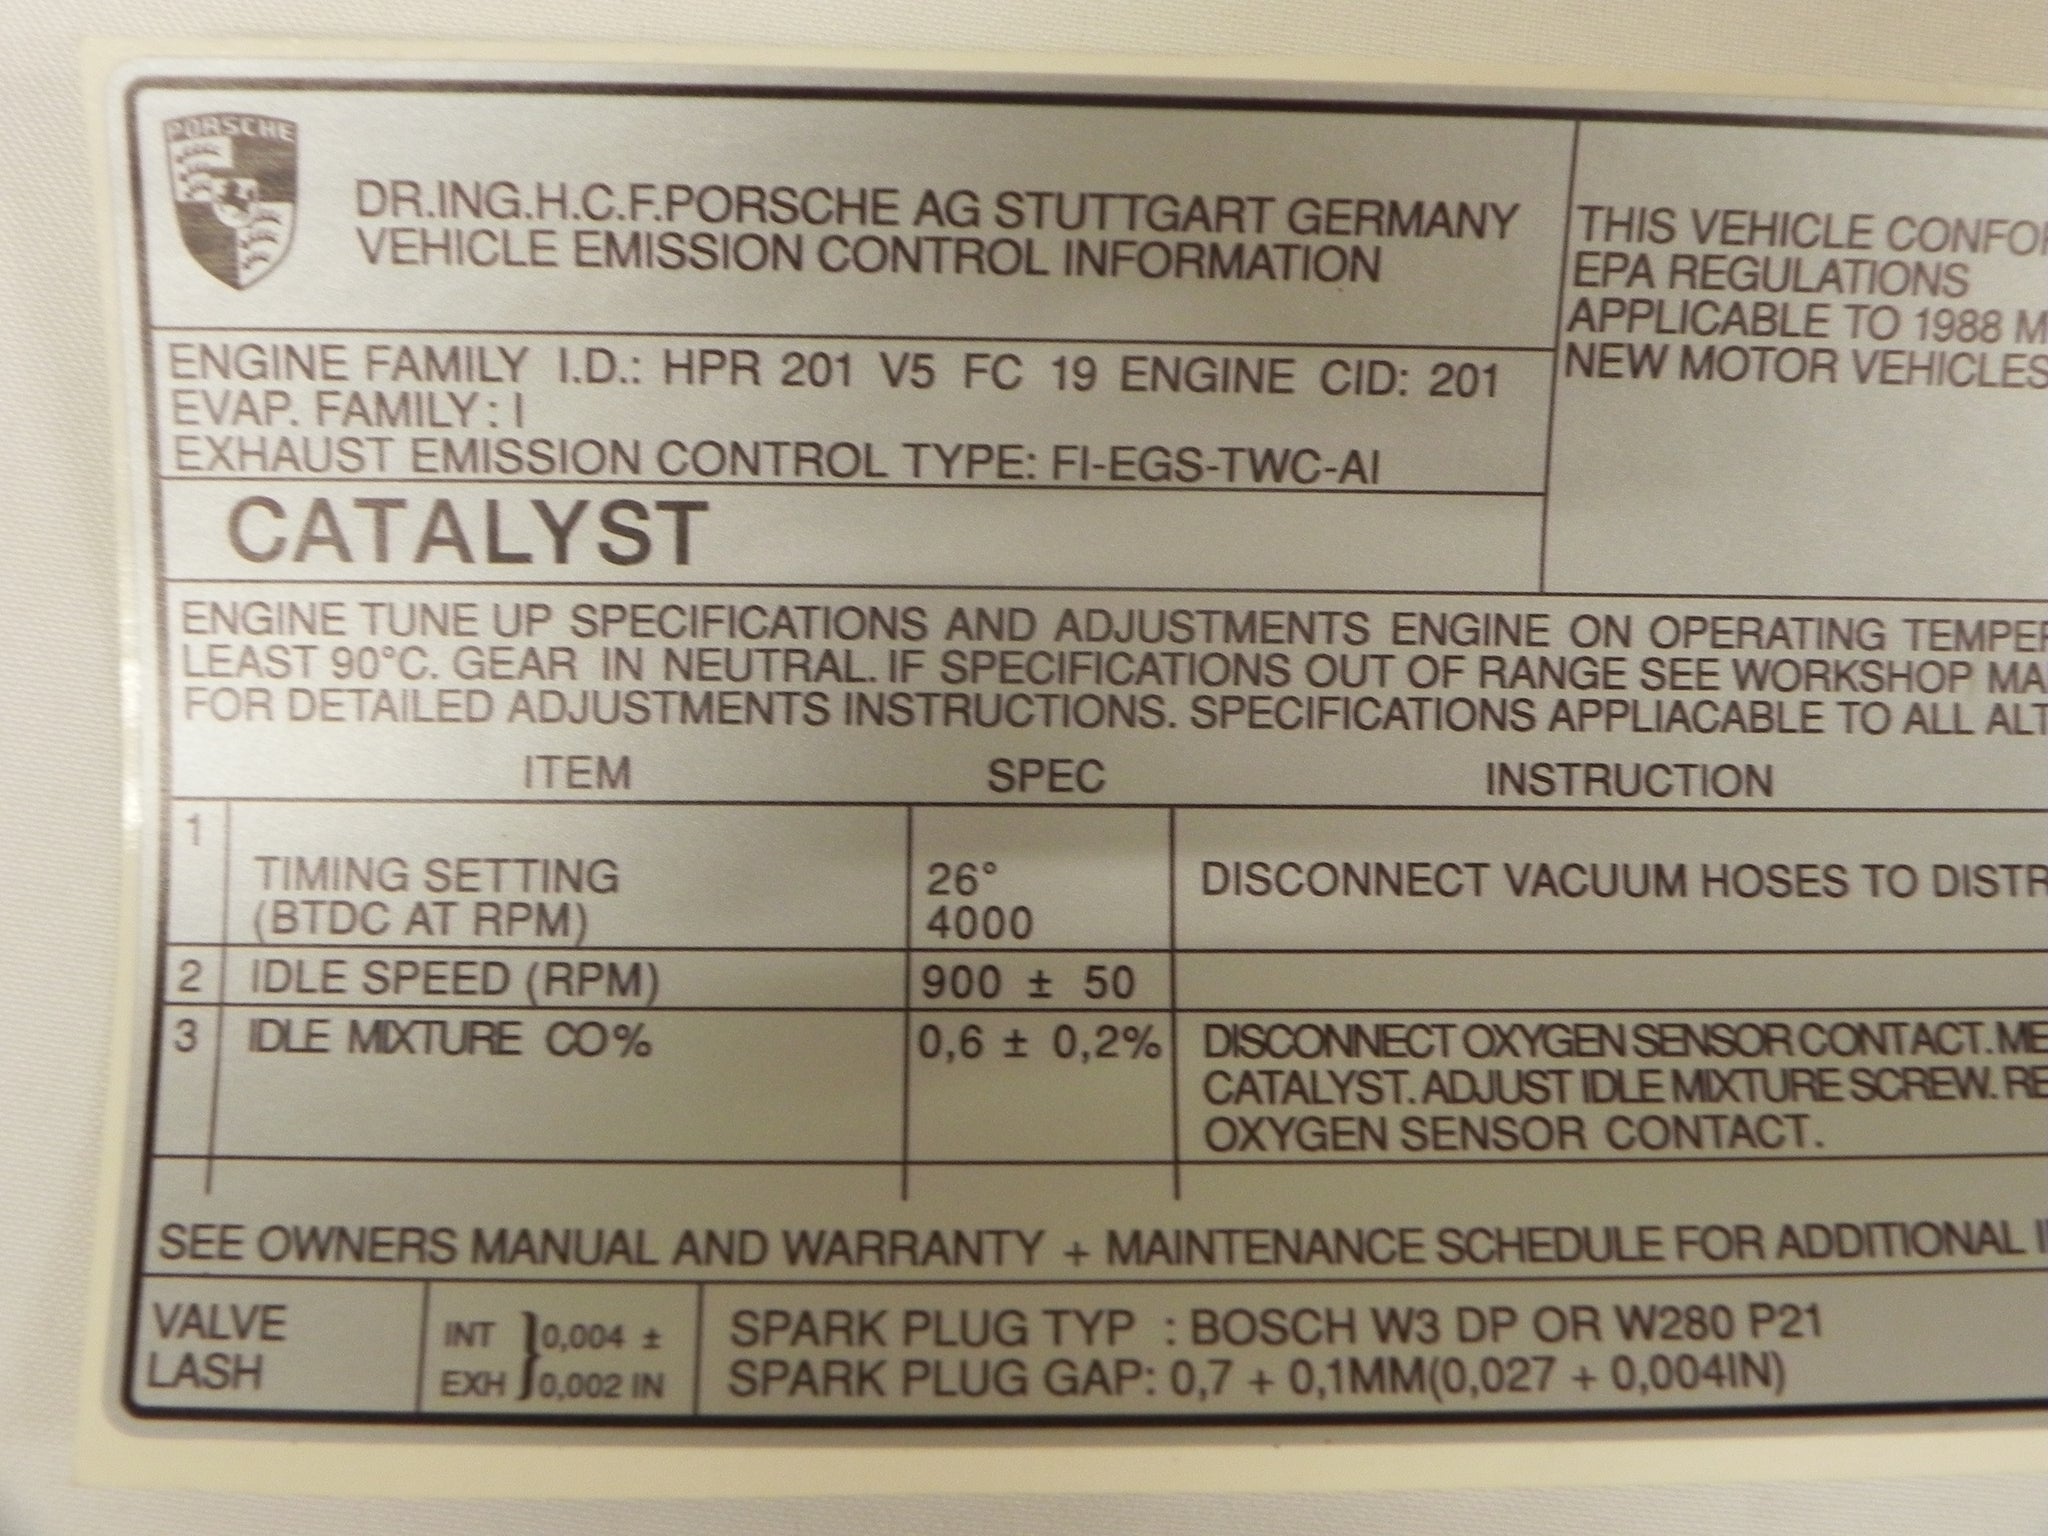 PORSCHE
DR.ING.H.C.F.PORSCHE AG STUTTGART GERMANY
VEHICLE EMISSION CONTROL INFORMATION
THIS VEHICLE CONFOR
EPA REGULATIONS
APPLICABLE TO 1988 M
NEW MOTOR VEHICLES
ENGINE FAMILY I.D.: HPR 201 V5 FC 19 ENGINE CID: 201
EVAP. FAMILY: I
EXHAUST EMISSION CONTROL TYPE: FI-EGS-TWC-AI
CATALYST
ENGINE TUNE UP SPECIFICATIONS AND ADJUSTMENTS ENGINE ON OPERATING TEMPER
LEAST 90°C. GEAR IN NEUTRAL. IF SPECIFICATIONS OUT OF RANGE SEE WORKSHOP MA
FOR DETAILED ADJUSTMENTS INSTRUCTIONS. SPECIFICATIONS APPLIACABLE TO ALL ALT
ITEM SPEC INSTRUCTION
1
TIMING SETTING 26° DISCONNECT VACUUM HOSES TO DISTR
(BTDC AT RPM) 4000
2 IDLE SPEED (RPM) 900 ± 50
3 IDLE MIXTURE CO% 0,6 ± 0,2% DISCONNECT OXYGEN SENSOR CONTACT. ME
CATALYST. ADJUST IDLE MIXTURE SCREW. RE
OXYGEN SENSOR CONTACT.
SEE OWNERS MANUAL AND WARRANTY + MAINTENANCE SCHEDULE FOR ADDITIONAL I
VALVE INT 0,004 ± SPARK PLUG TYP : BOSCH W3 DP OR W280 P21
LASH EXH 0,002 IN SPARK PLUG GAP: 0,7 + 0,1MM(0,027 + 0,004IN)